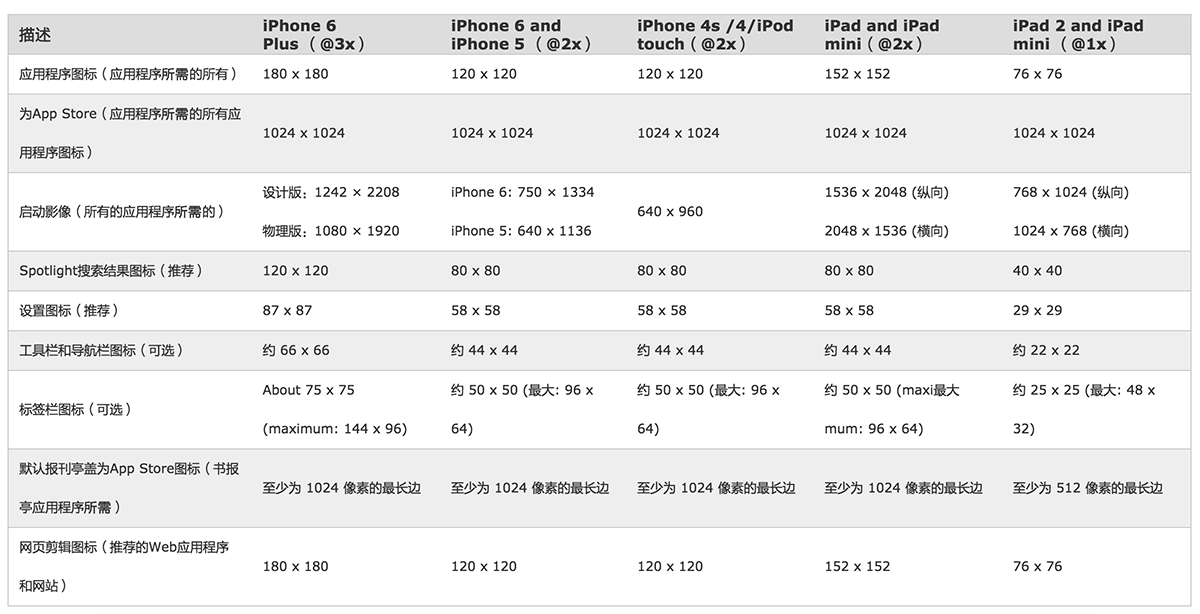 描述
iPhone 6
Plus （@3x）
iPhone 6 and
iPhone 5 （@2x）
iPhone 4s /4/iPod
touch（@2x）
iPad and iPad
mini（@2x）
iPad 2 and iPad
mini （@1x）
应用程序图标（应用程序所需的所有）
180 x 180
120 x 120
120 x 120
152 x 152
76 x 76
为App Store（应用程序所需的所有应
用程序图标）
1024 x 1024
1024 x 1024
1024 x 1024
1024 x 1024
1024 x 1024
启动影像（所有的应用程序所需的）
设计版：1242 × 2208
物理版：1080 × 1920
iPhone 6: 750 × 1334
iPhone 5: 640 x 1136
640 x 960
1536 x 2048 (纵向)
2048 x 1536 (横向)
768 x 1024 (纵向)
1024 x 768 (横向)
Spotlight搜索结果图标（推荐）
120 x 120
80 x 80
80 x 80
80 x 80
40 x 40
设置图标（推荐）
87 x 87
58 x 58
58 x 58
58 x 58
29 x 29
工具栏和导航栏图标（可选）
约 66 x 66
约 44 x 44
约 44 x 44
约 44 x 44
约 22 x 22
标签栏图标（可选）
About 75 x 75
(maximum: 144 x 96)
约 50 x 50 (最大: 96 x
64)
约 50 x 50 (最大: 96 x
64)
约 50 x 50 (maxi最大
mum: 96 x 64)
约 25 x 25 (最大: 48 x
32)
默认报刊亭盖为App Store图标（书报
亭应用程序所需）
至少为 1024 像素的最长边
至少为 1024 像素的最长边
至少为 1024 像素的最长边
至少为 1024 像素的最长边
至少为 512 像素的最长边
网页剪辑图标（推荐的Web应用程序
和网站）
180 x 180
120 x 120
120 x 120
152 x 152
76 x 76